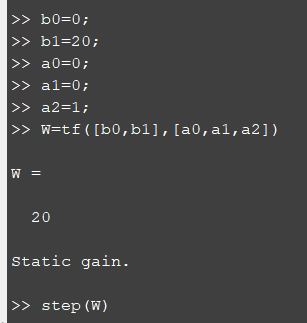 >> b0=0;
>> b1=20;
>> a0=0;
>> a1=0;
>> a2=1;
>> W=tf([b0,b1],[a0,a1,a2])
W =
20
Static gain.
>> step(W)